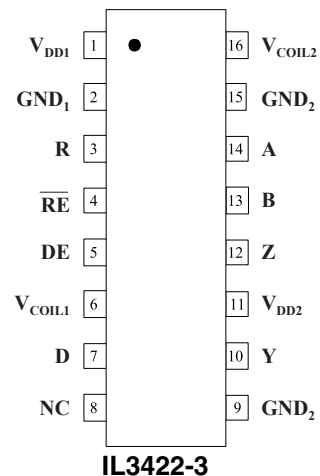 V_DD1 1 16 V_COIL2
GND_1 2 15 GND_2
R 3 14 A
R̅E̅ 4 13 B
DE 5 12 Z
V_COIL1 6 11 V_DD2
D 7 10 Y
NC 8 9 GND_2
IL3422-3